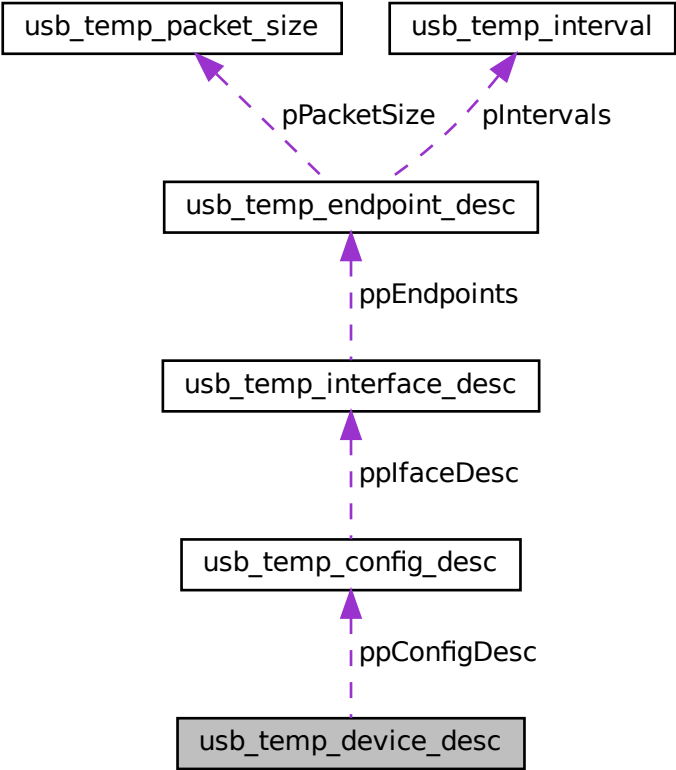 usb_temp_packet_size
usb_temp_interval
pPacketSize
pIntervals
usb_temp_endpoint_desc
ppEndpoints
usb_temp_interface_desc
ppIfaceDesc
usb_temp_config_desc
ppConfigDesc
usb_temp_device_desc